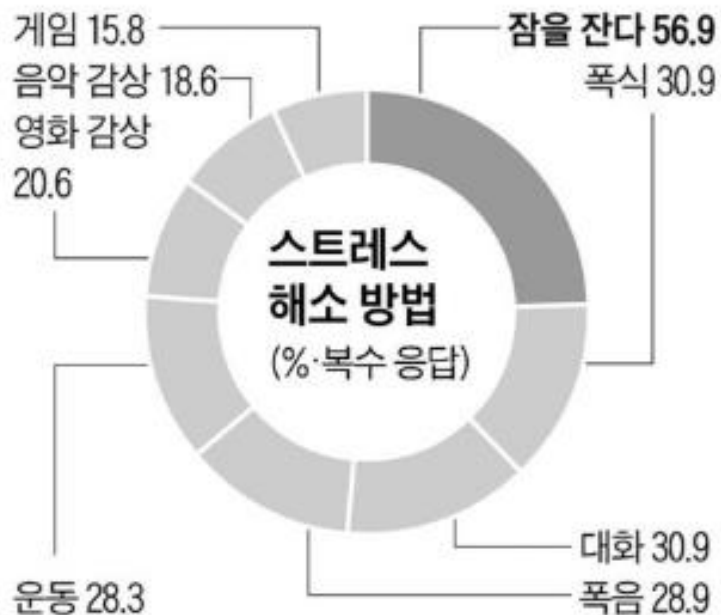 게임 15.8
음악 감상 18.6
영화 감상
20.6
잠을 잔다 56.9
폭식 30.9
스트레스
해소 방법
(%·복수 응답)
대화 30.9
운동 28.3
폭음 28.9